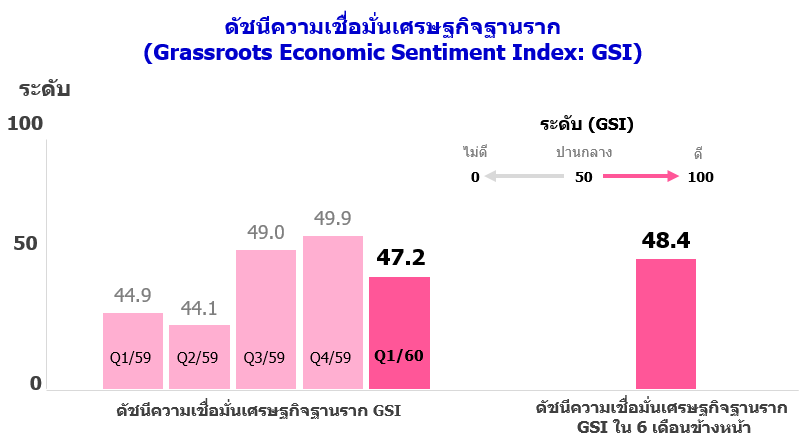 ดัชนีความเชื่อมั่นเศรษฐกิจฐานราก
(Grassroots Economic Sentiment Index: GSI)
ระดับ
100
50
0
ระดับ (GSI)
ไม่ดี ปานกลาง ดี
0 50 100
44.9
44.1
49.0
49.9
47.2
48.4
Q1/59
Q2/59
Q3/59
Q4/59
Q1/60
ดัชนีความเชื่อมั่นเศรษฐกิจฐานราก GSI
ดัชนีความเชื่อมั่นเศรษฐกิจฐานราก
GSI ใน 6 เดือนข้างหน้า